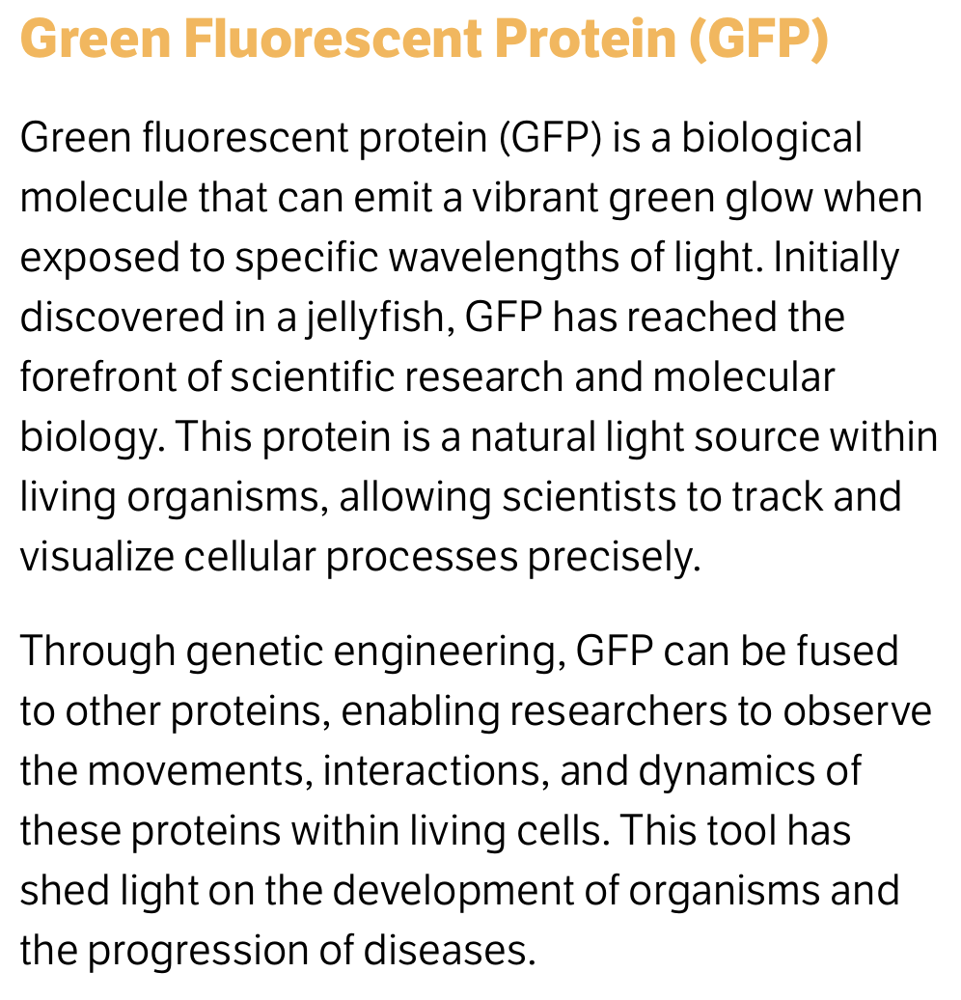 Green Fluorescent Protein (GFP)
Green fluorescent protein (GFP) is a biological
molecule that can emit a vibrant green glow when
exposed to specific wavelengths of light. Initially
discovered in a jellyfish, GFP has reached the
forefront of scientific research and molecular
biology. This protein is a natural light source within
living organisms, allowing scientists to track and
visualize cellular processes precisely.
Through genetic engineering, GFP can be fused
to other proteins, enabling researchers to observe
the movements, interactions, and dynamics of
these proteins within living cells. This tool has
shed light on the development of organisms and
the progression of diseases.